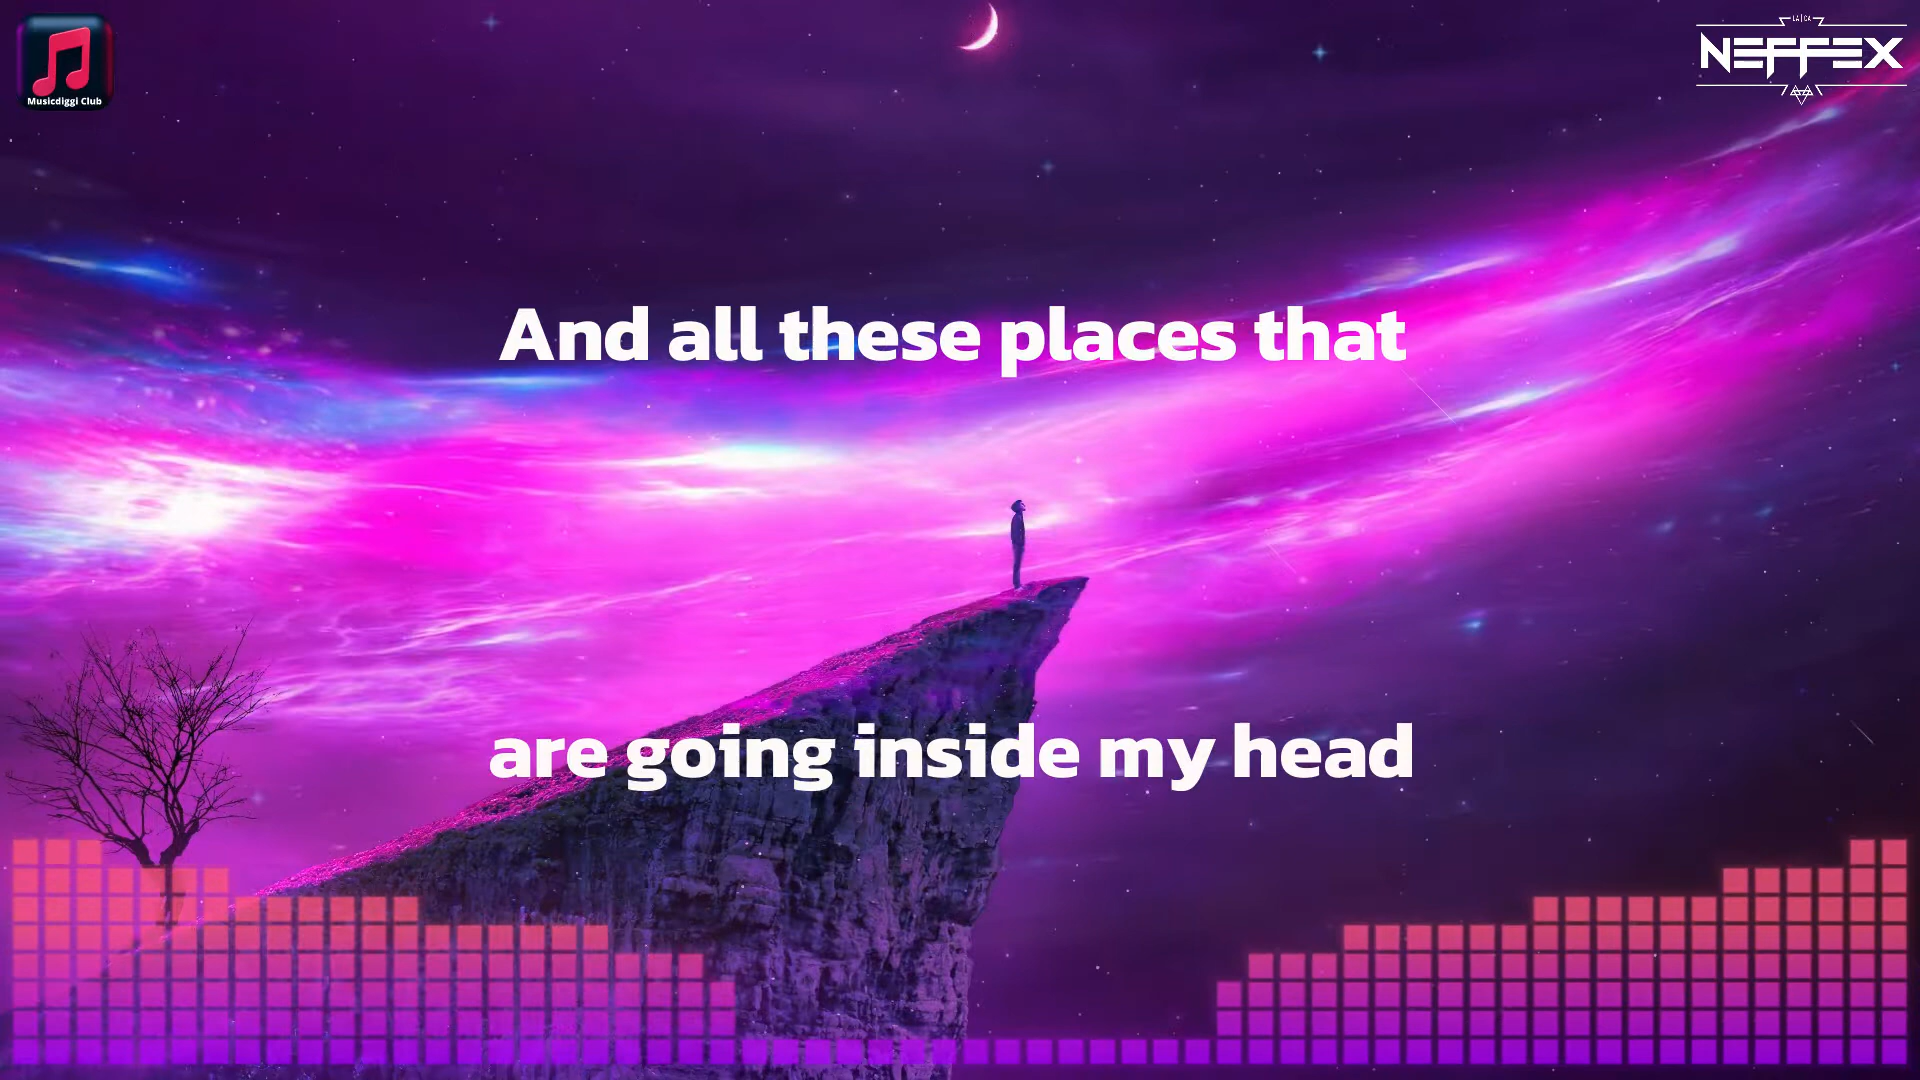 Musicdiggi Club
NEFFEX
And all these places that
are going inside my head